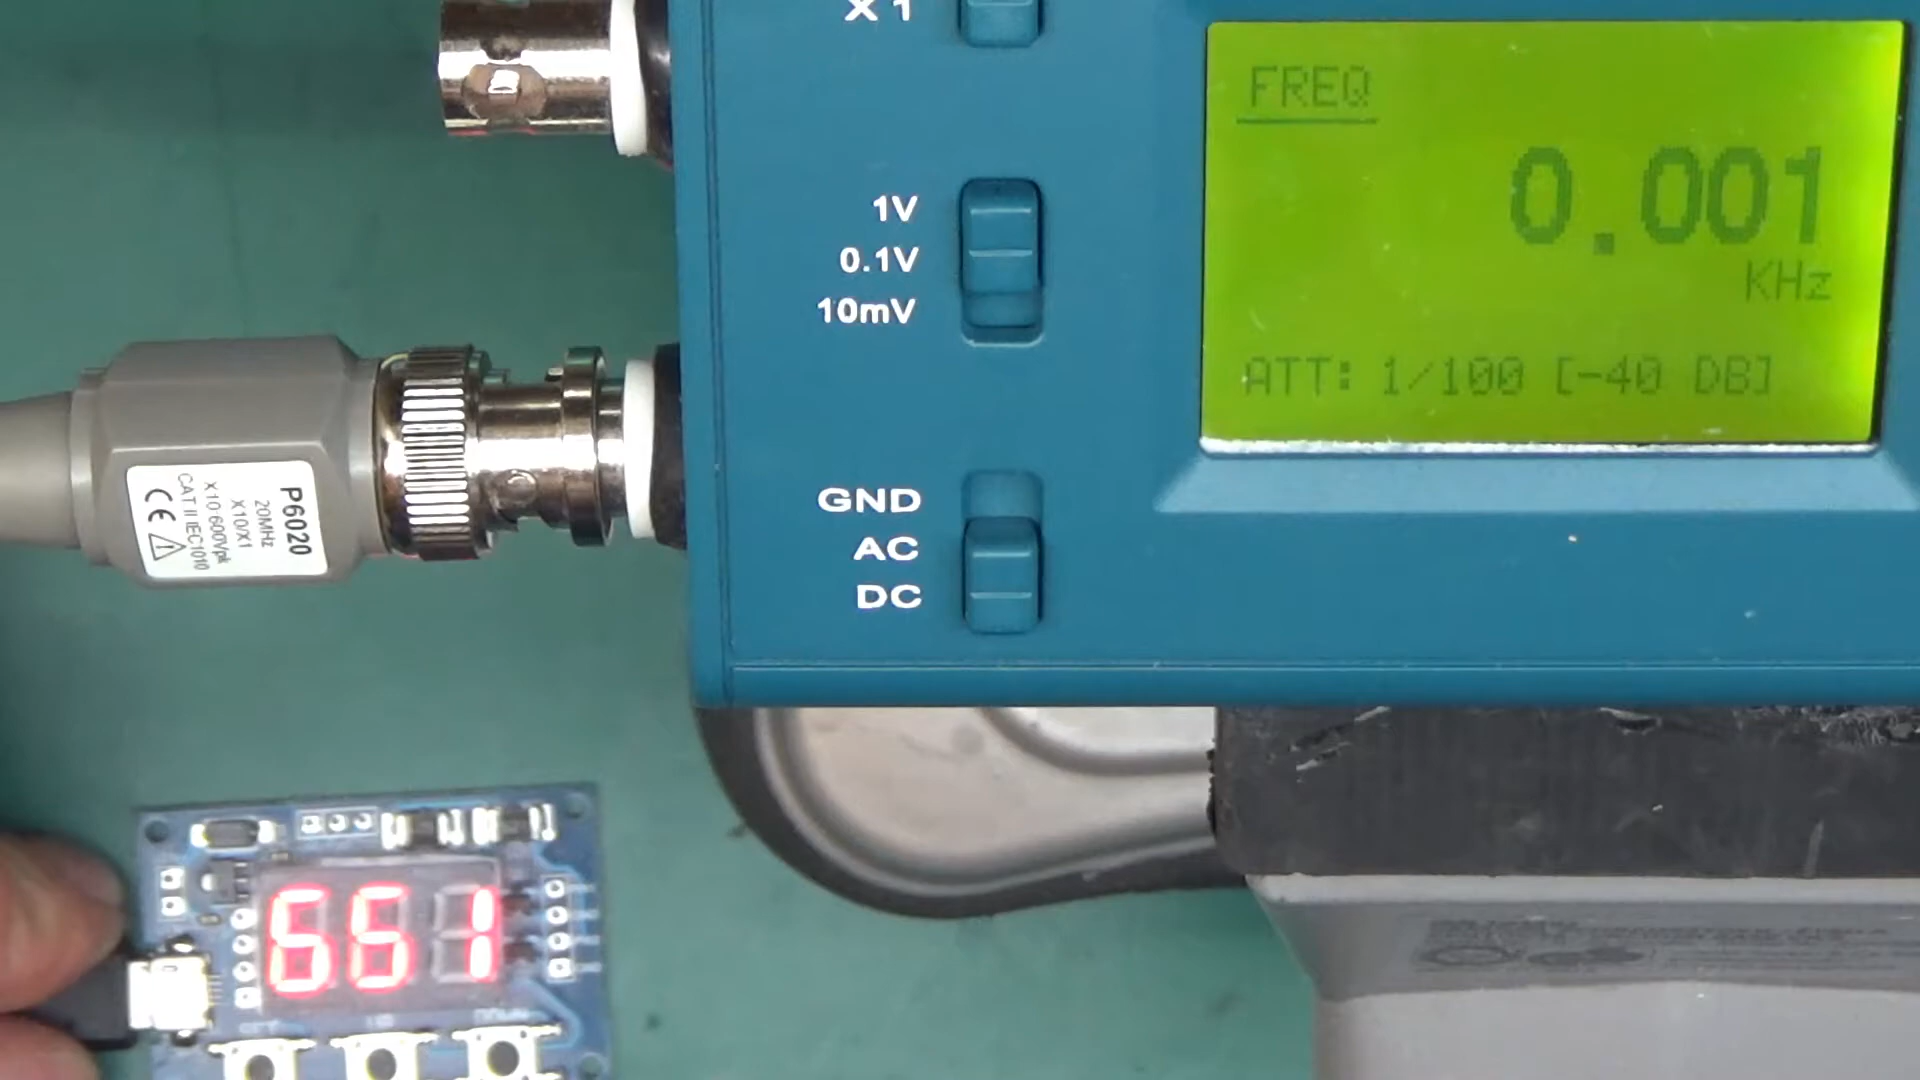 X 1
FREQ
0.001
KHz
ATT: 1/100 [-40 DB]
1V
0.1V
10mV
GND
AC
DC
P6020
20MHz
X10/X1
X10:600Vpk
CAT II IEC1010
CE
651